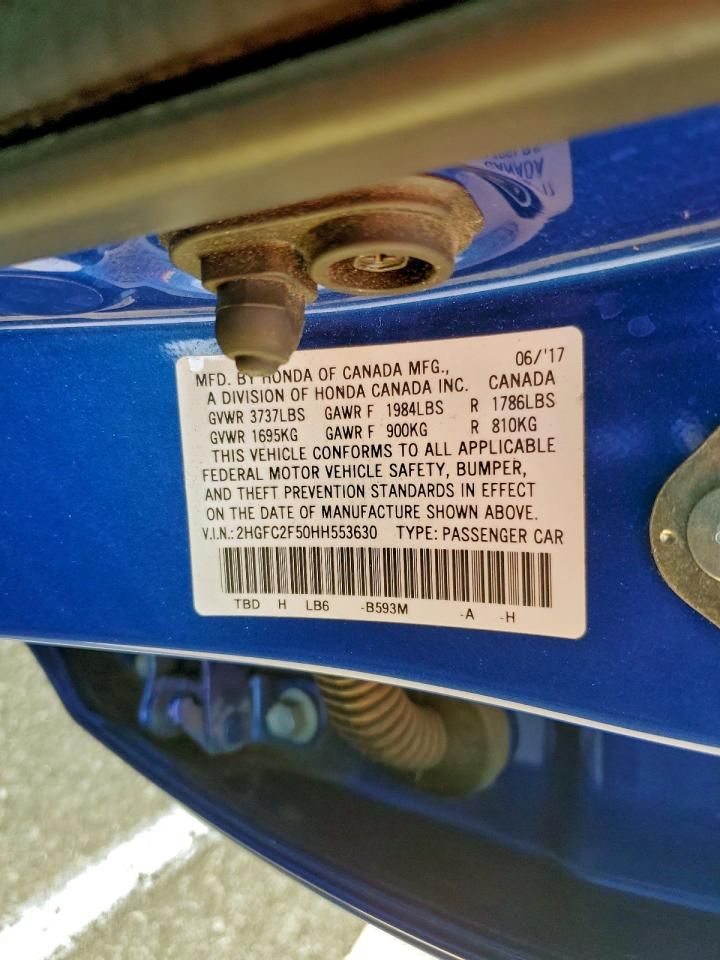 06/'17
MFD. BY HONDA OF CANADA MFG.,
A DIVISION OF HONDA CANADA INC. CANADA
GVWR 3737LBS GAWR F 1984LBS R 1786LBS
GVWR 1695KG GAWR F 900KG R 810KG
THIS VEHICLE CONFORMS TO ALL APPLICABLE
FEDERAL MOTOR VEHICLE SAFETY, BUMPER,
AND THEFT PREVENTION STANDARDS IN EFFECT
ON THE DATE OF MANUFACTURE SHOWN ABOVE.
V.I.N.: 2HGFC2F50HH553630 TYPE: PASSENGER CAR
TBD H LB6 -B593M -A -H